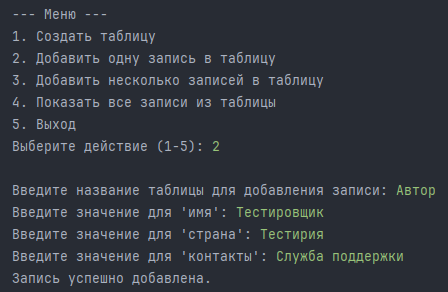 --- Меню ---
1. Создать таблицу
2. Добавить одну запись в таблицу
3. Добавить несколько записей в таблицу
4. Показать все записи из таблицы
5. Выход
Выберите действие (1-5): 2
Введите название таблицы для добавления записи: Автор
Введите значение для 'имя': Тестировщик
Введите значение для 'страна': Тестирия
Введите значение для 'контакты': Служба поддержки
Запись успешно добавлена.